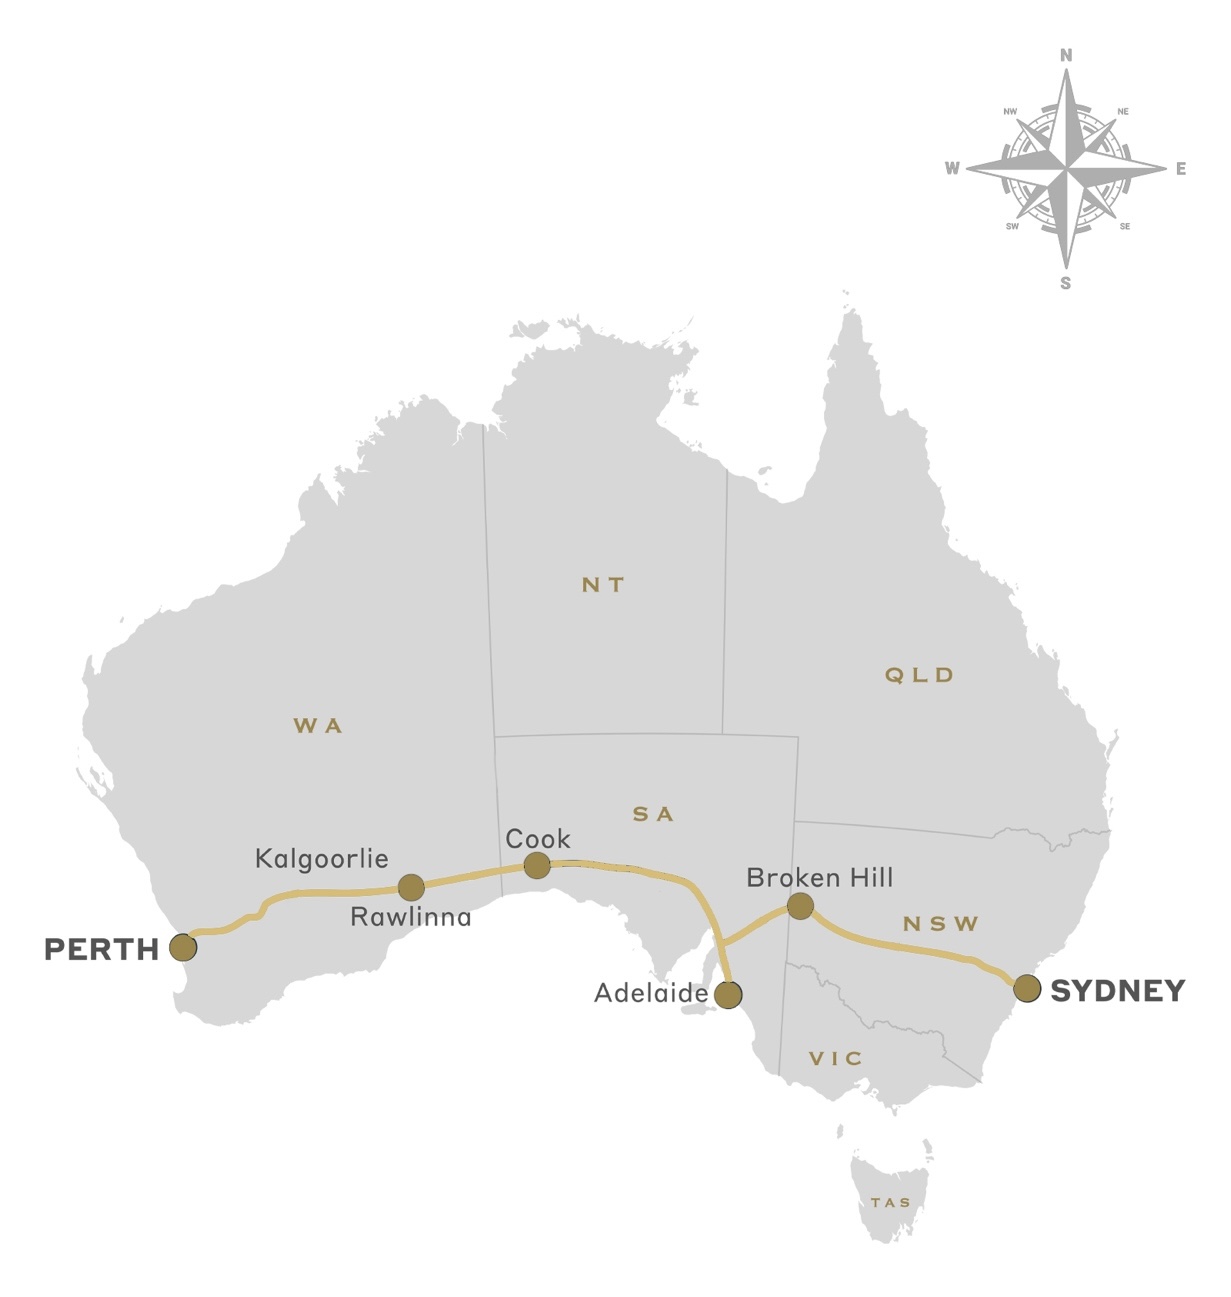 N
NW
NE
W
E
SW
SE
S
NT
QLD
WA
SA
Cook
Kalgoorlie
Broken Hill
Rawlinna
NSW
PERTH
Adelaide
SYDNEY
VIC
TAS